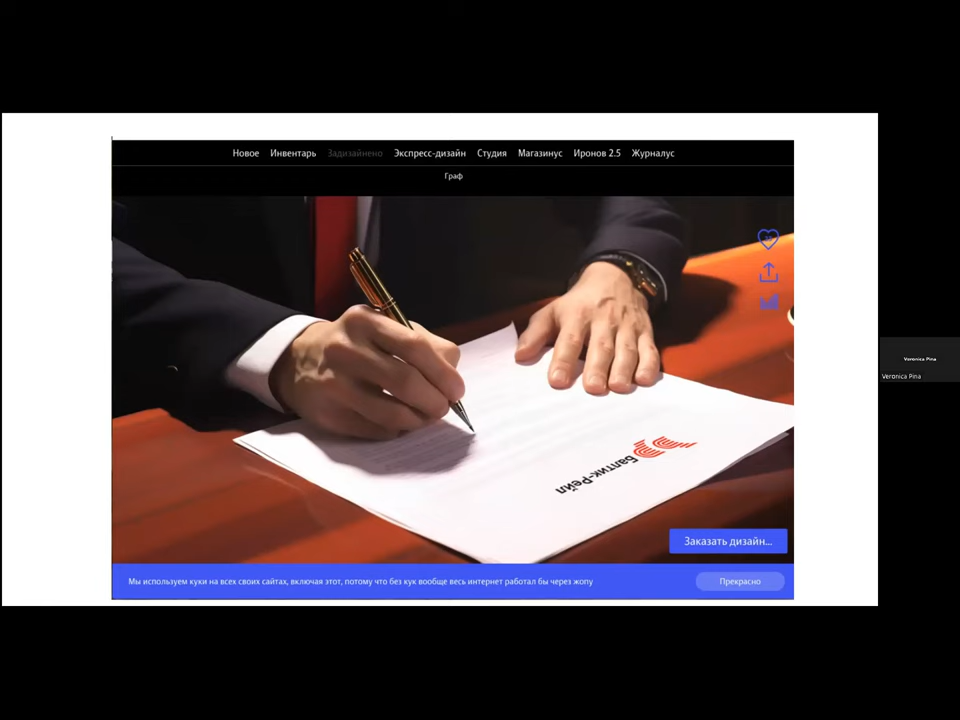 Новое Инвентарь Задизайнено Экспресс-дизайн Студия Магазинус Иронов 2.5 Журналус
Граф
Балтик-Рейл
Заказать дизайн...
Мы используем куки на всех своих сайтах, включая этот, потому что без кук вообще весь интернет работал бы через жопу
Прекрасно
Veronica Pina
Veronica Pina